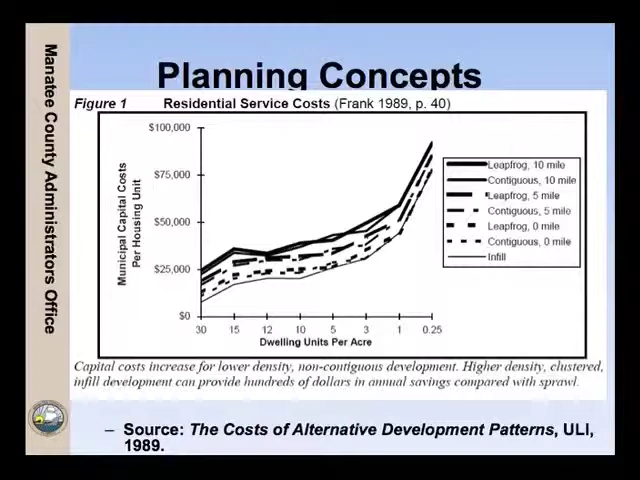 Planning Concepts
Manatee County Administrators Office
Figure 1 Residential Service Costs (Frank 1989, p. 40)
Municipal Capital Costs
Per Housing Unit
$100,000
$75,000
$50,000
$25,000
$0
30 15 12 10 5 3 1 0.25
Dwelling Units Per Acre
Leapfrog, 10 mile
Contiguous, 10 mile
Leapfrog, 5 mile
Contiguous, 5 mile
Leapfrog, 0 mile
Contiguous, 0 mile
Infill
Capital costs increase for lower density, non-contiguous development. Higher density, clustered,
infill development can provide hundreds of dollars in annual savings compared with sprawl.
– Source: The Costs of Alternative Development Patterns, ULI,
1989.